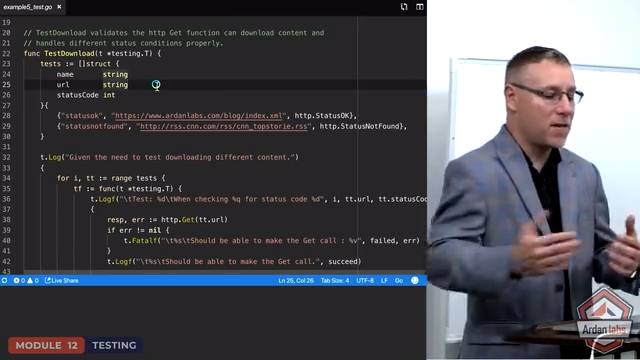 example5_test.go
19
20 // TestDownload validates the http Get function can download content and
21 // handles different status conditions properly.
22 func TestDownload(t *testing.T) {
23 tests := []struct {
24 name string
25 url string
26 statusCode int
27 }{
28 {"statusok", "https://www.ardanlabs.com/blog/index.xml", http.StatusOK},
29 {"statusnotfound", "http://rss.cnn.com/rss/cnn_topstorie.rss", http.StatusNotFound},
30 }
31
32 t.Log("Given the need to test downloading different content.")
33 {
34 for i, tt := range tests {
35 tf := func(t *testing.T) {
36 t.Logf("\tTest: %d\tWhen checking %q for status code %d", i, tt.url, tt.statusCod
37 {
38 resp, err := http.Get(tt.url)
39 if err != nil {
40 t.Fatalf("\t%s\tShould be able to make the Get call : %v", failed, err)
41 }
42 t.Logf("\t%s\tShould be able to make the Get call.", succeed)
43
0 0 Live Share Ln 25, Col 26 Tab Size: 4 UTF-8 LF Go
MODULE 12 TESTING
Ardan labs